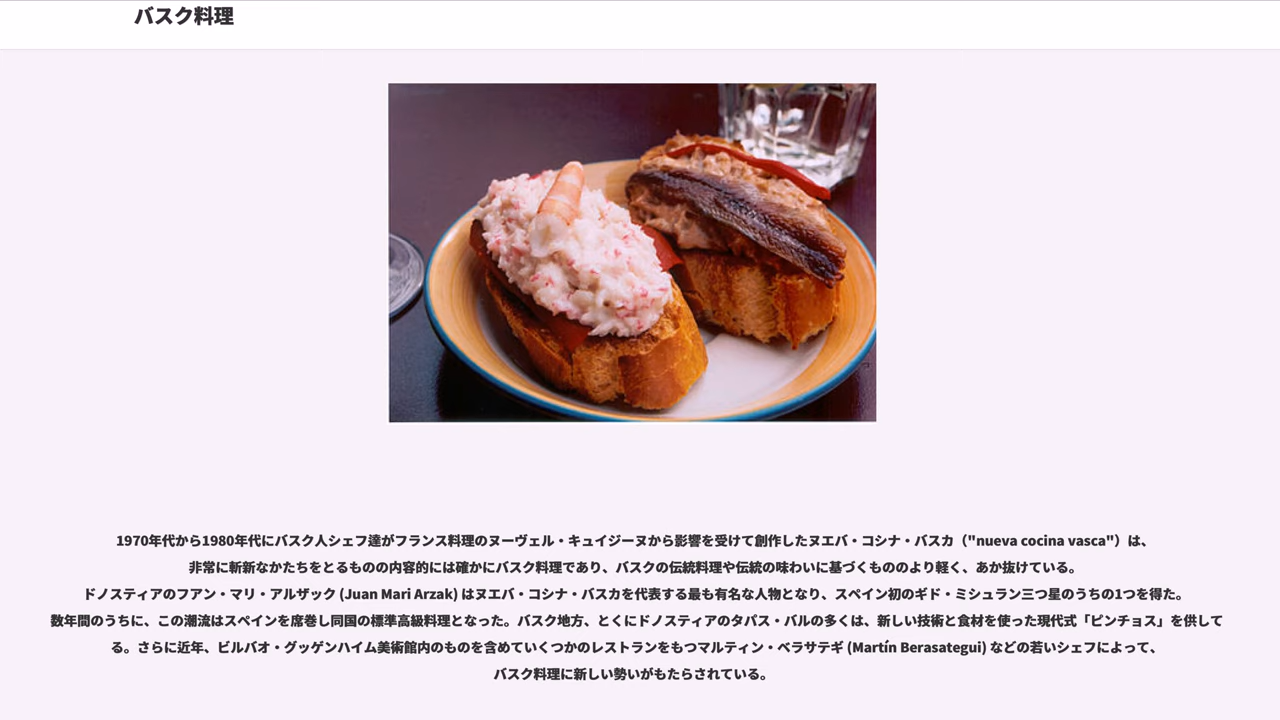 バスク料理
1970年代から1980年代にバスク人シェフ達がフランス料理のヌーヴェル・キュイジーヌから影響を受けて創作したヌエバ・コシナ・バスカ（"nueva cocina vasca"）は、
非常に斬新なかたちをとるものの内容的には確かにバスク料理であり、バスクの伝統料理や伝統の味わいに基づくもののより軽く、あか抜けている。
ドノスティアのフアン・マリ・アルザック (Juan Mari Arzak) はヌエバ・コシナ・バスカを代表する最も有名な人物となり、スペイン初のギド・ミシュラン三つ星のうちの1つを得た。
数年間のうちに、この潮流はスペインを席巻し同国の標準高級料理となった。バスク地方、とくにドノスティアのタパス・バルの多くは、新しい技術と食材を使った現代式「ピンチョス」を供して
る。さらに近年、ビルバオ・グッゲンハイム美術館内のものを含めていくつかのレストランをもつマルティン・ベラサテギ (Martín Berasategui) などの若いシェフによって、
バスク料理に新しい勢いがもたらされている。